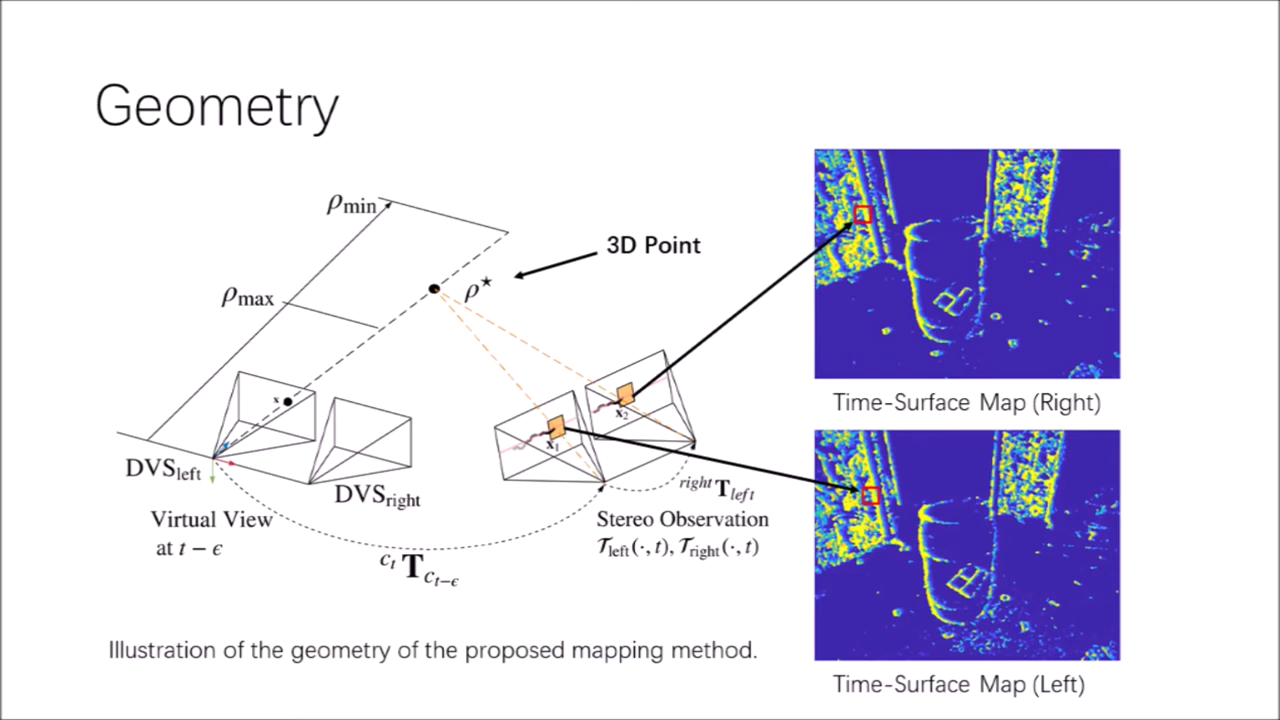 Geometry
ρmin
3D Point
ρ⋆
ρmax
x
x₂
x₁
DVSleft
DVSright
rightTleft
Virtual View
at t − ϵ
Stereo Observation
𝒯left(·, t), 𝒯right(·, t)
cₜTcₜ₋ϵ
Illustration of the geometry of the proposed mapping method.
Time-Surface Map (Right)
Time-Surface Map (Left)